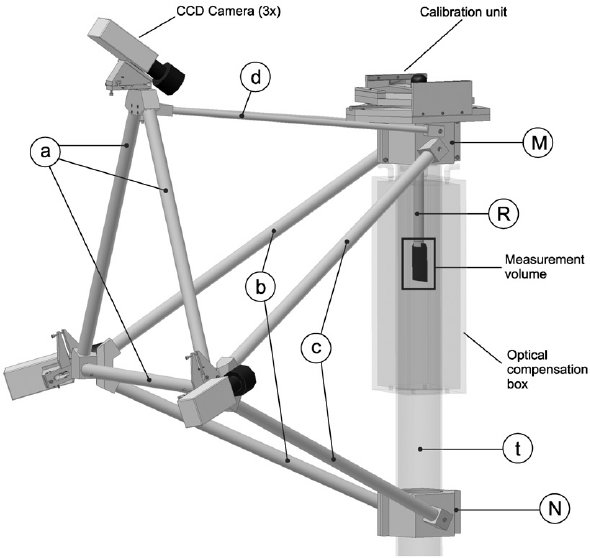 CCD Camera (3x)
Calibration unit
d
a
M
R
Measurement
volume
b
c
Optical
compensation
box
t
N